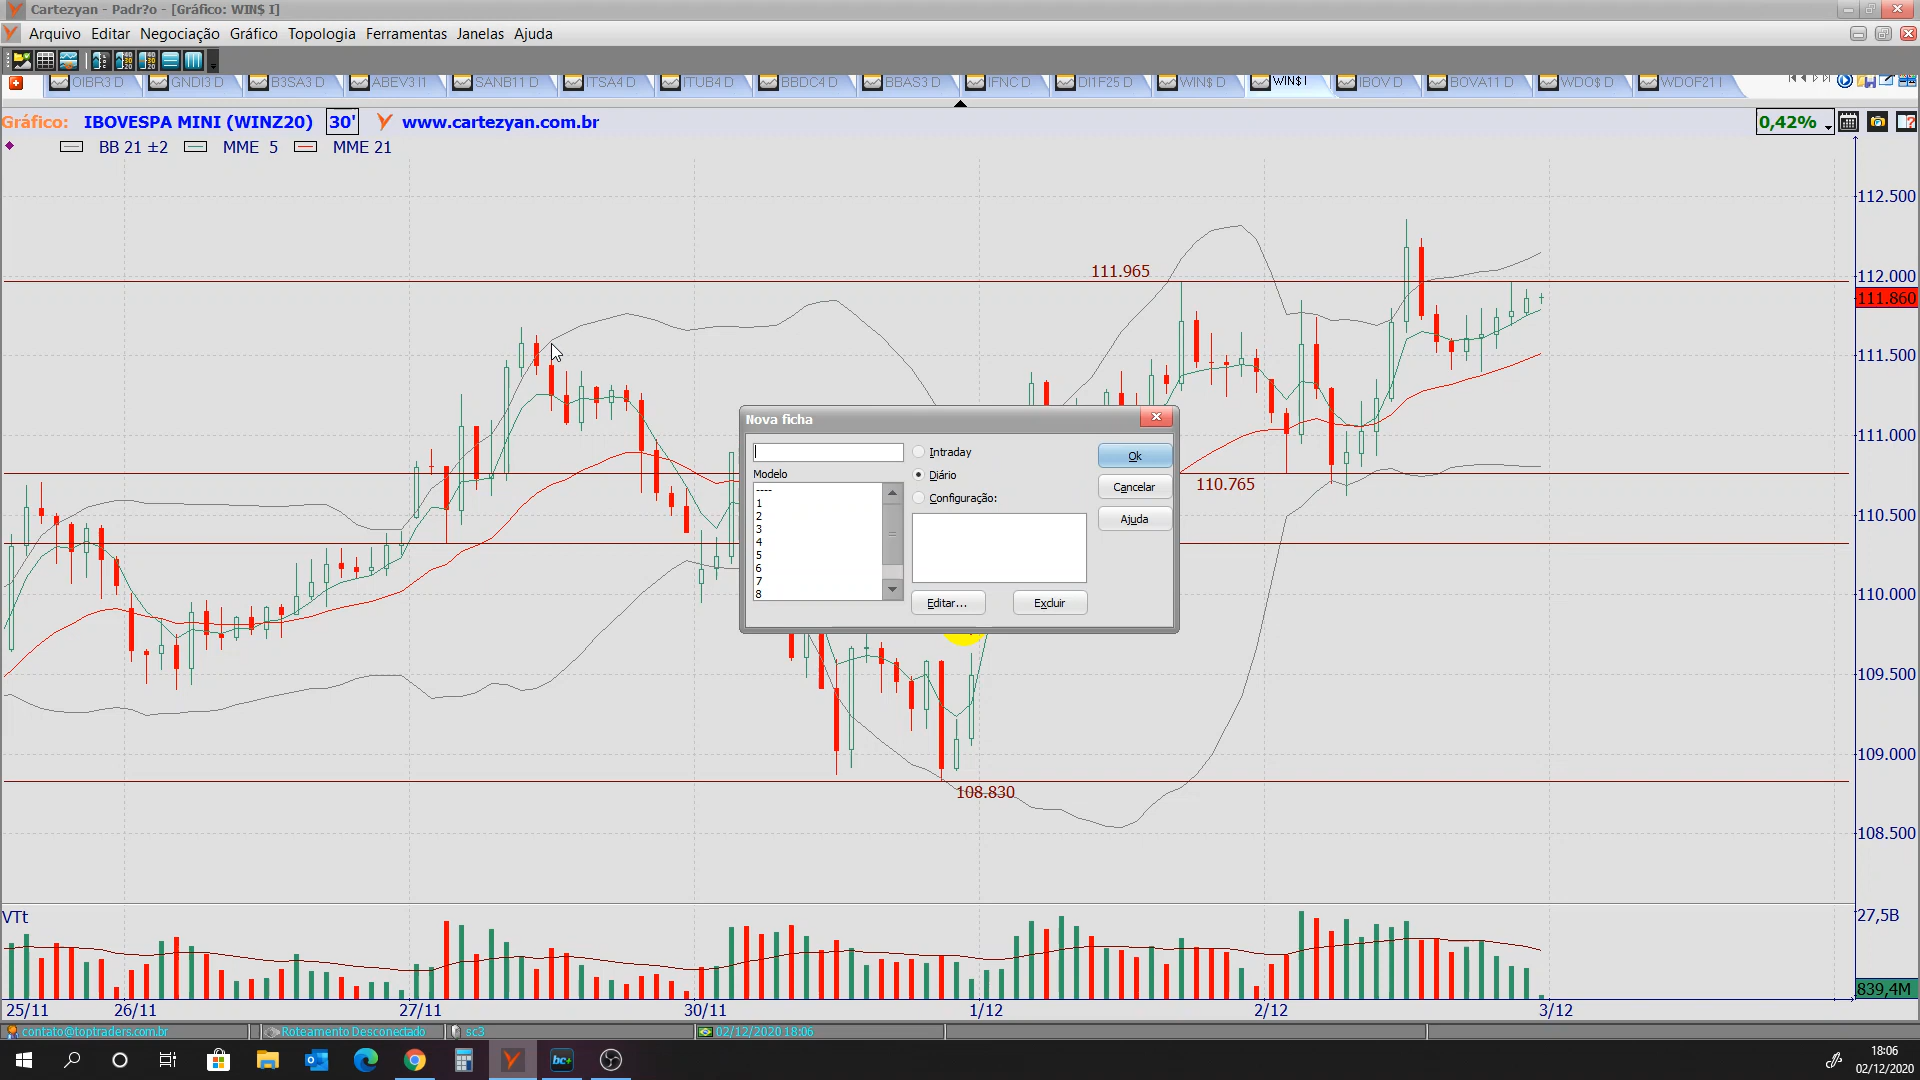 Cartezyan - Padr?o - [Gráfico: WIN$ I]
Arquivo Editar Negociação Gráfico Topologia Ferramentas Janelas Ajuda
OIBR3 D GNDI3 D B3SA3 D ABEV3 I1 SANB11 D ITSA4 D ITUB4 D BBDC4 D BBAS3 D IFNC D DI1F25 D WIN$ D WIN$ I IBOV D BOVA11 D WDO$ D WDOF21 I
Gráfico: IBOVESPA MINI (WINZ20) 30' www.cartezyan.com.br 0,42%
BB 21 ±2 MME 5 MME 21
112.500
111.965
112.000
111.860
111.500
111.000
110.765
110.500
110.000
109.500
109.000
108.830
108.500
Nova ficha
Intraday
Ok
Modelo
Diário
Cancelar
----
Configuração:
1
2
Ajuda
3
4
5
6
7
8
Editar...
Excluir
VTt
27,5B
839,4M
25/11 26/11 27/11 30/11 1/12 2/12 3/12
contato@toptraders.com.br Roteamento Desconectado sc3 02/12/2020 18:06
bc+
18:06
02/12/2020